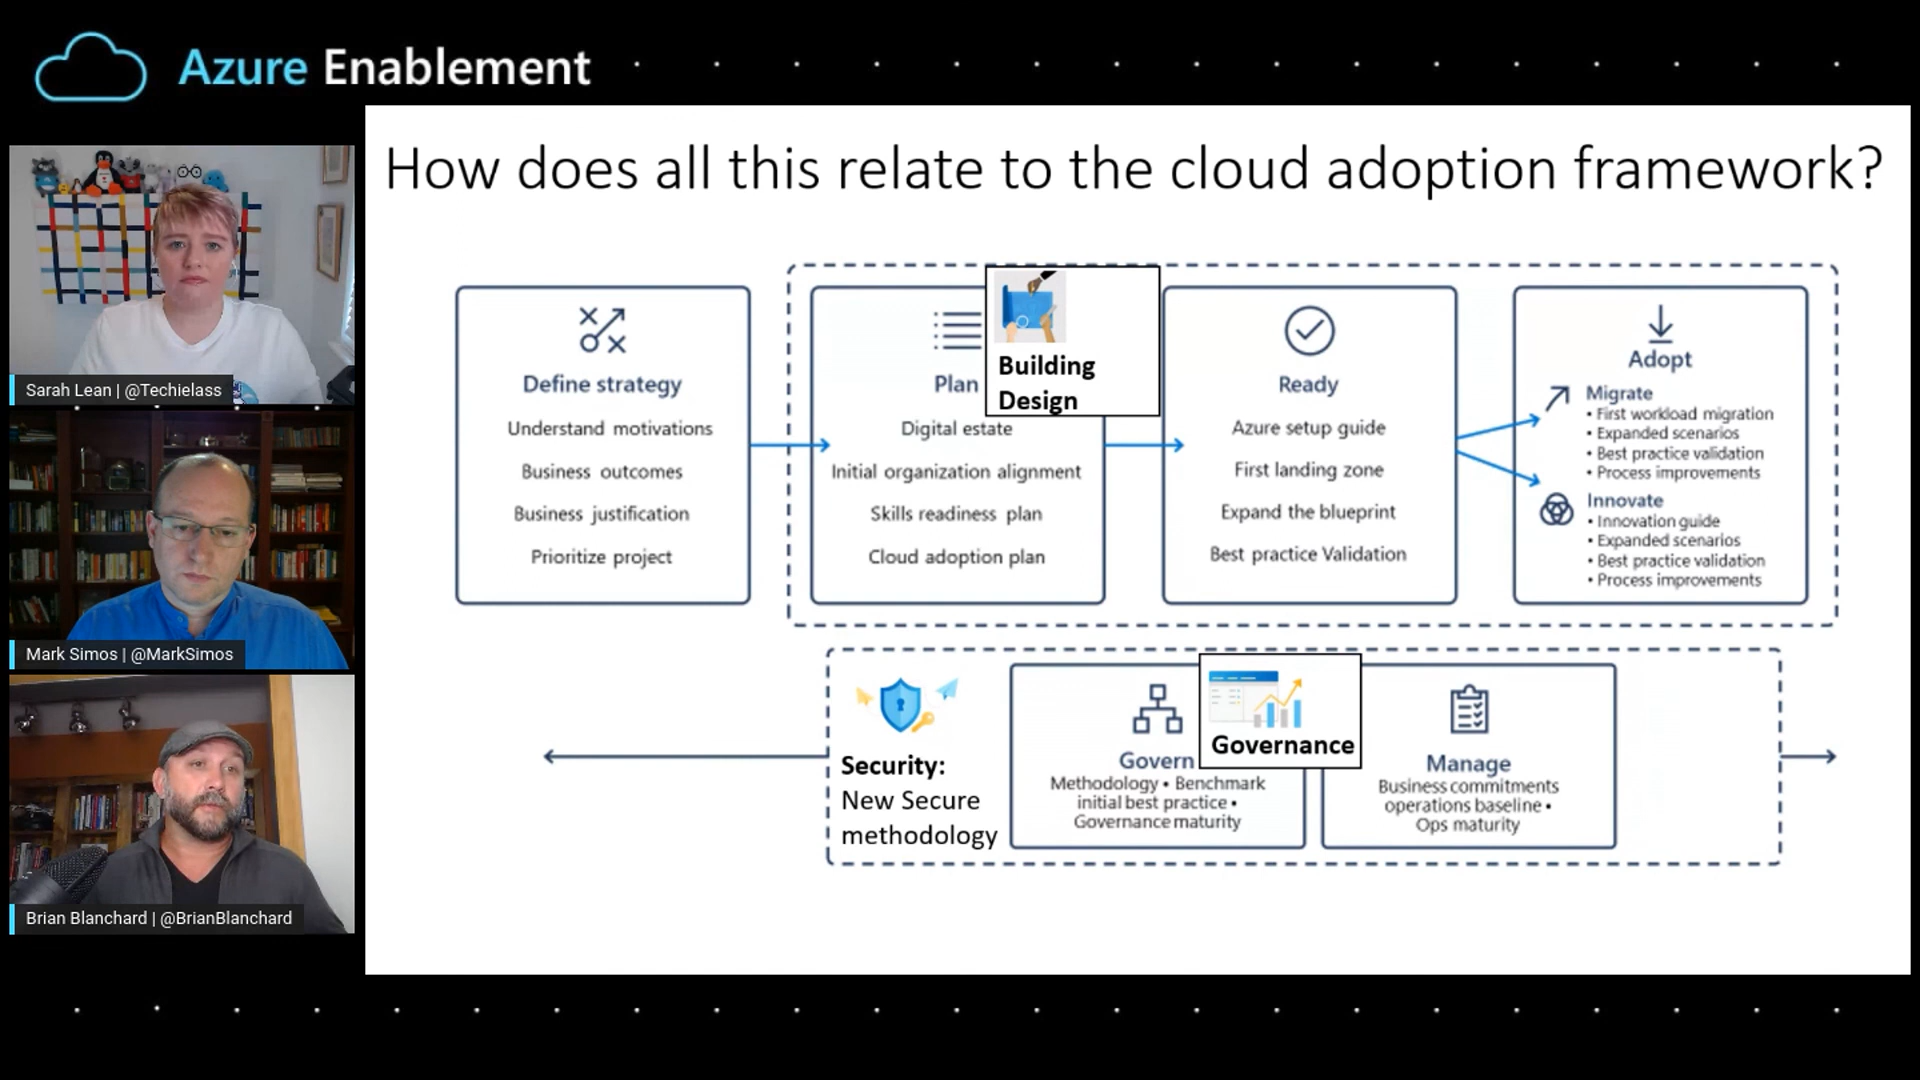 Azure Enablement
How does all this relate to the cloud adoption framework?
Sarah Lean | @Techielass
Mark Simos | @MarkSimos
Brian Blanchard | @BrianBlanchard
Define strategy
Understand motivations
Business outcomes
Business justification
Prioritize project
Plan
Digital estate
Initial organization alignment
Skills readiness plan
Cloud adoption plan
Building
Design
Ready
Azure setup guide
First landing zone
Expand the blueprint
Best practice Validation
Adopt
Migrate
• First workload migration
• Expanded scenarios
• Best practice validation
• Process improvements
Innovate
• Innovation guide
• Expanded scenarios
• Best practice validation
• Process improvements
Security:
New Secure
methodology
Govern
Methodology • Benchmark
initial best practice •
Governance maturity
Governance
Manage
Business commitments
operations baseline •
Ops maturity